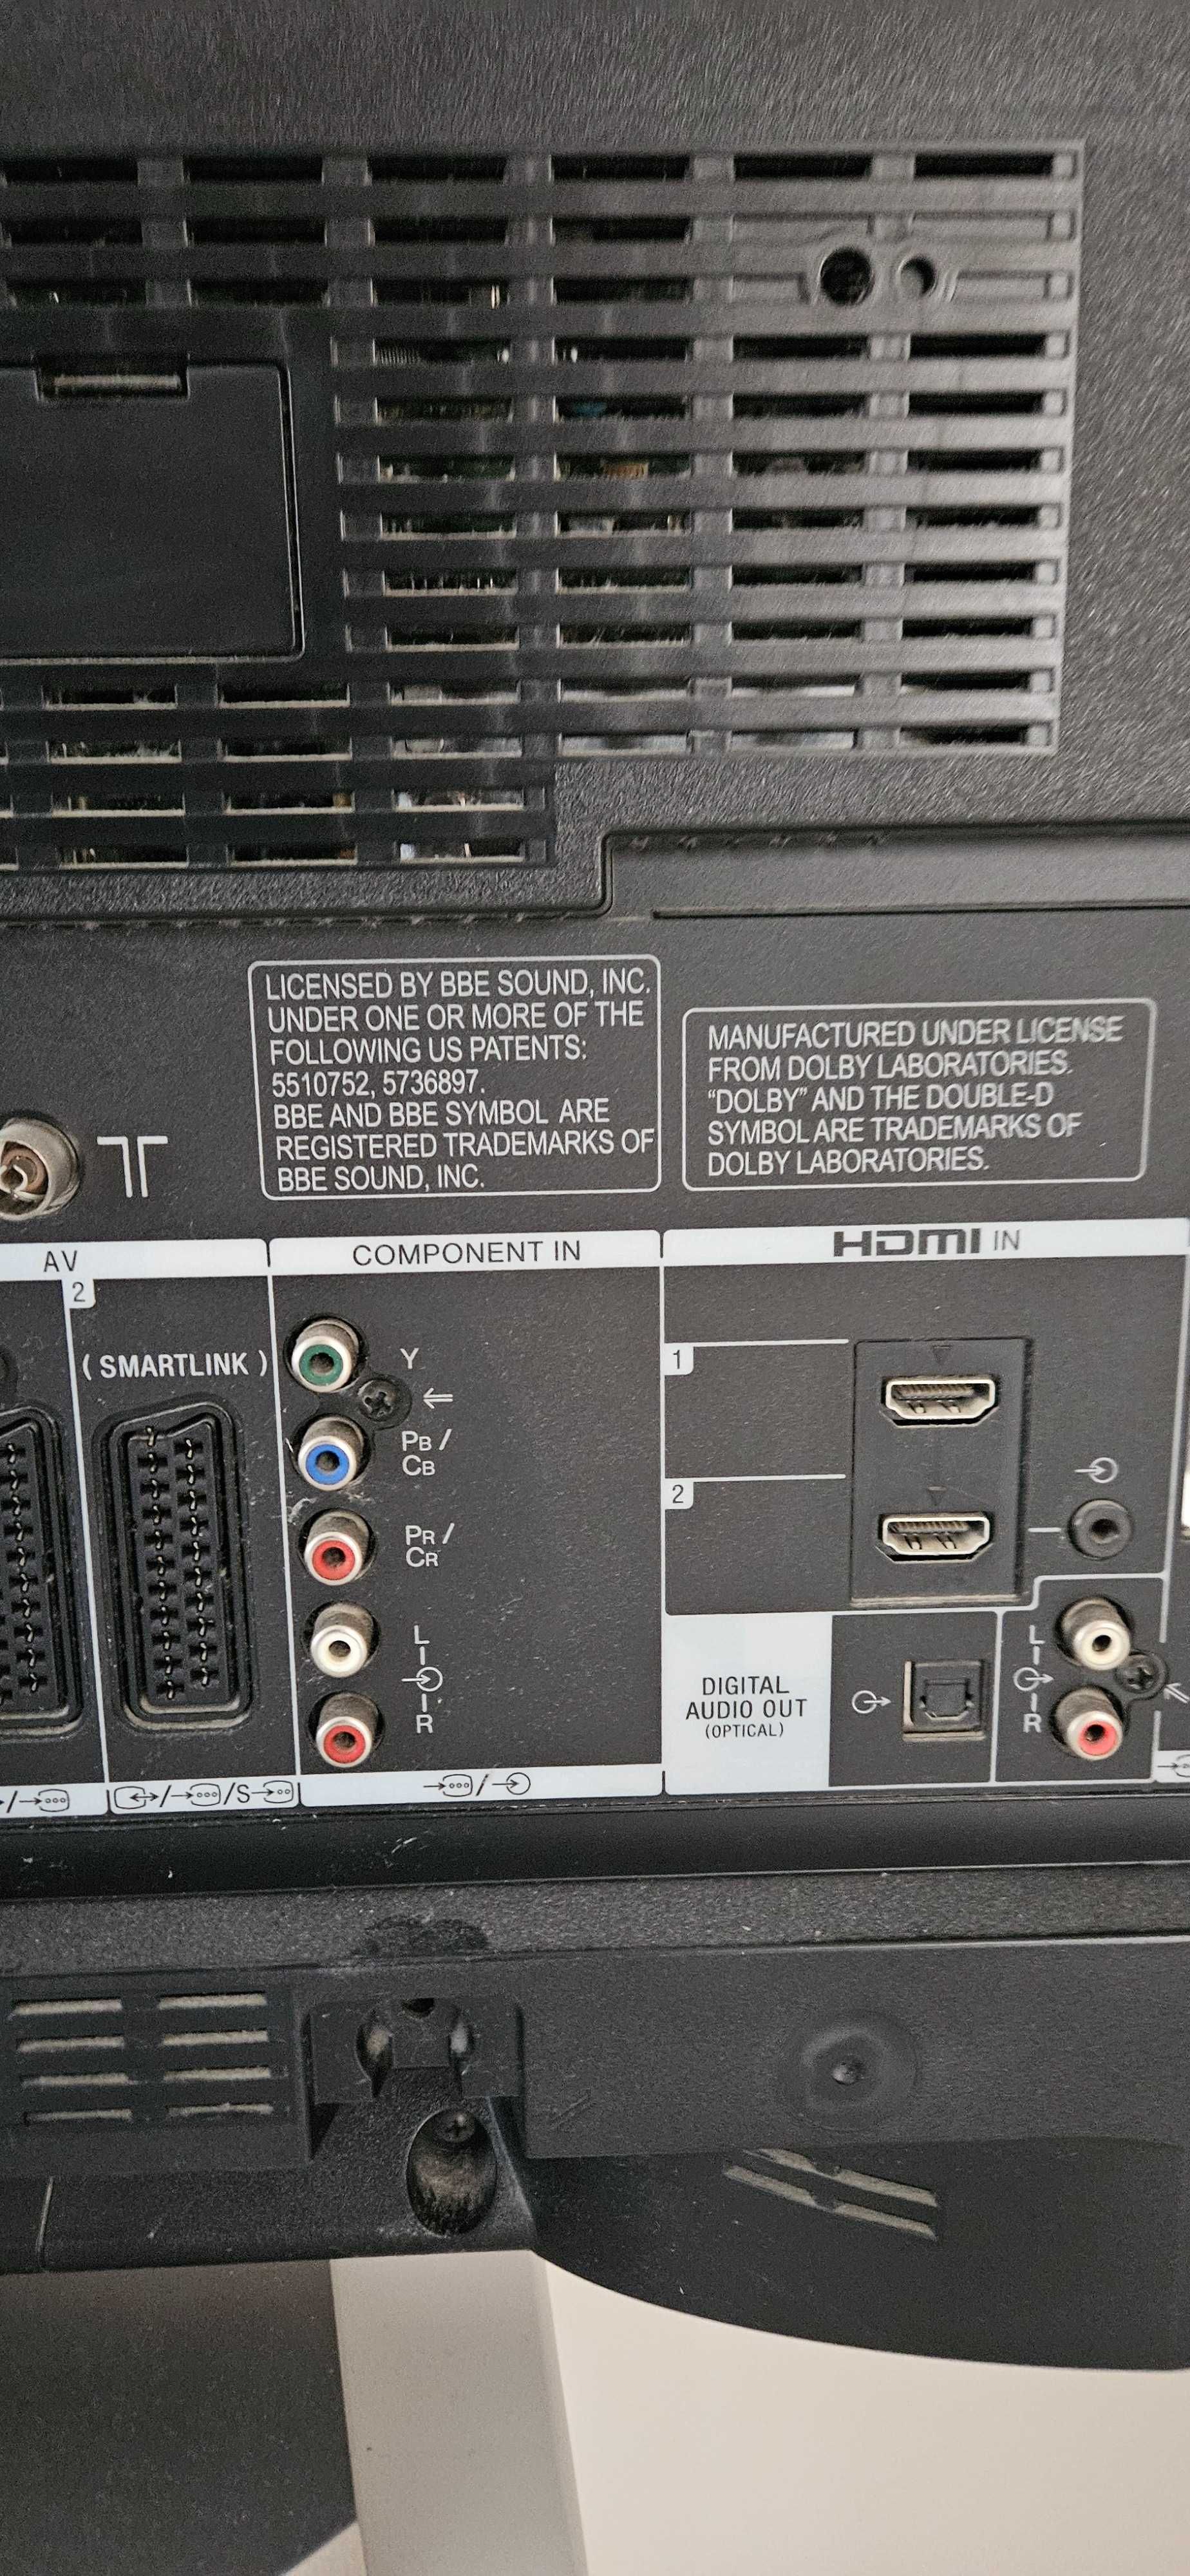 LICENSED BY BBE SOUND, INC.
UNDER ONE OR MORE OF THE
FOLLOWING US PATENTS:
5510752, 5736897.
BBE AND BBE SYMBOL ARE
REGISTERED TRADEMARKS OF
BBE SOUND, INC.
MANUFACTURED UNDER LICENSE
FROM DOLBY LABORATORIES.
“DOLBY” AND THE DOUBLE-D
SYMBOL ARE TRADEMARKS OF
DOLBY LABORATORIES.
AV
2
(SMARTLINK)
COMPONENT IN
Y
PB /
CB
PR /
CR
L
R
HDMI IN
1
2
DIGITAL
AUDIO OUT
(OPTICAL)
L
R
/S